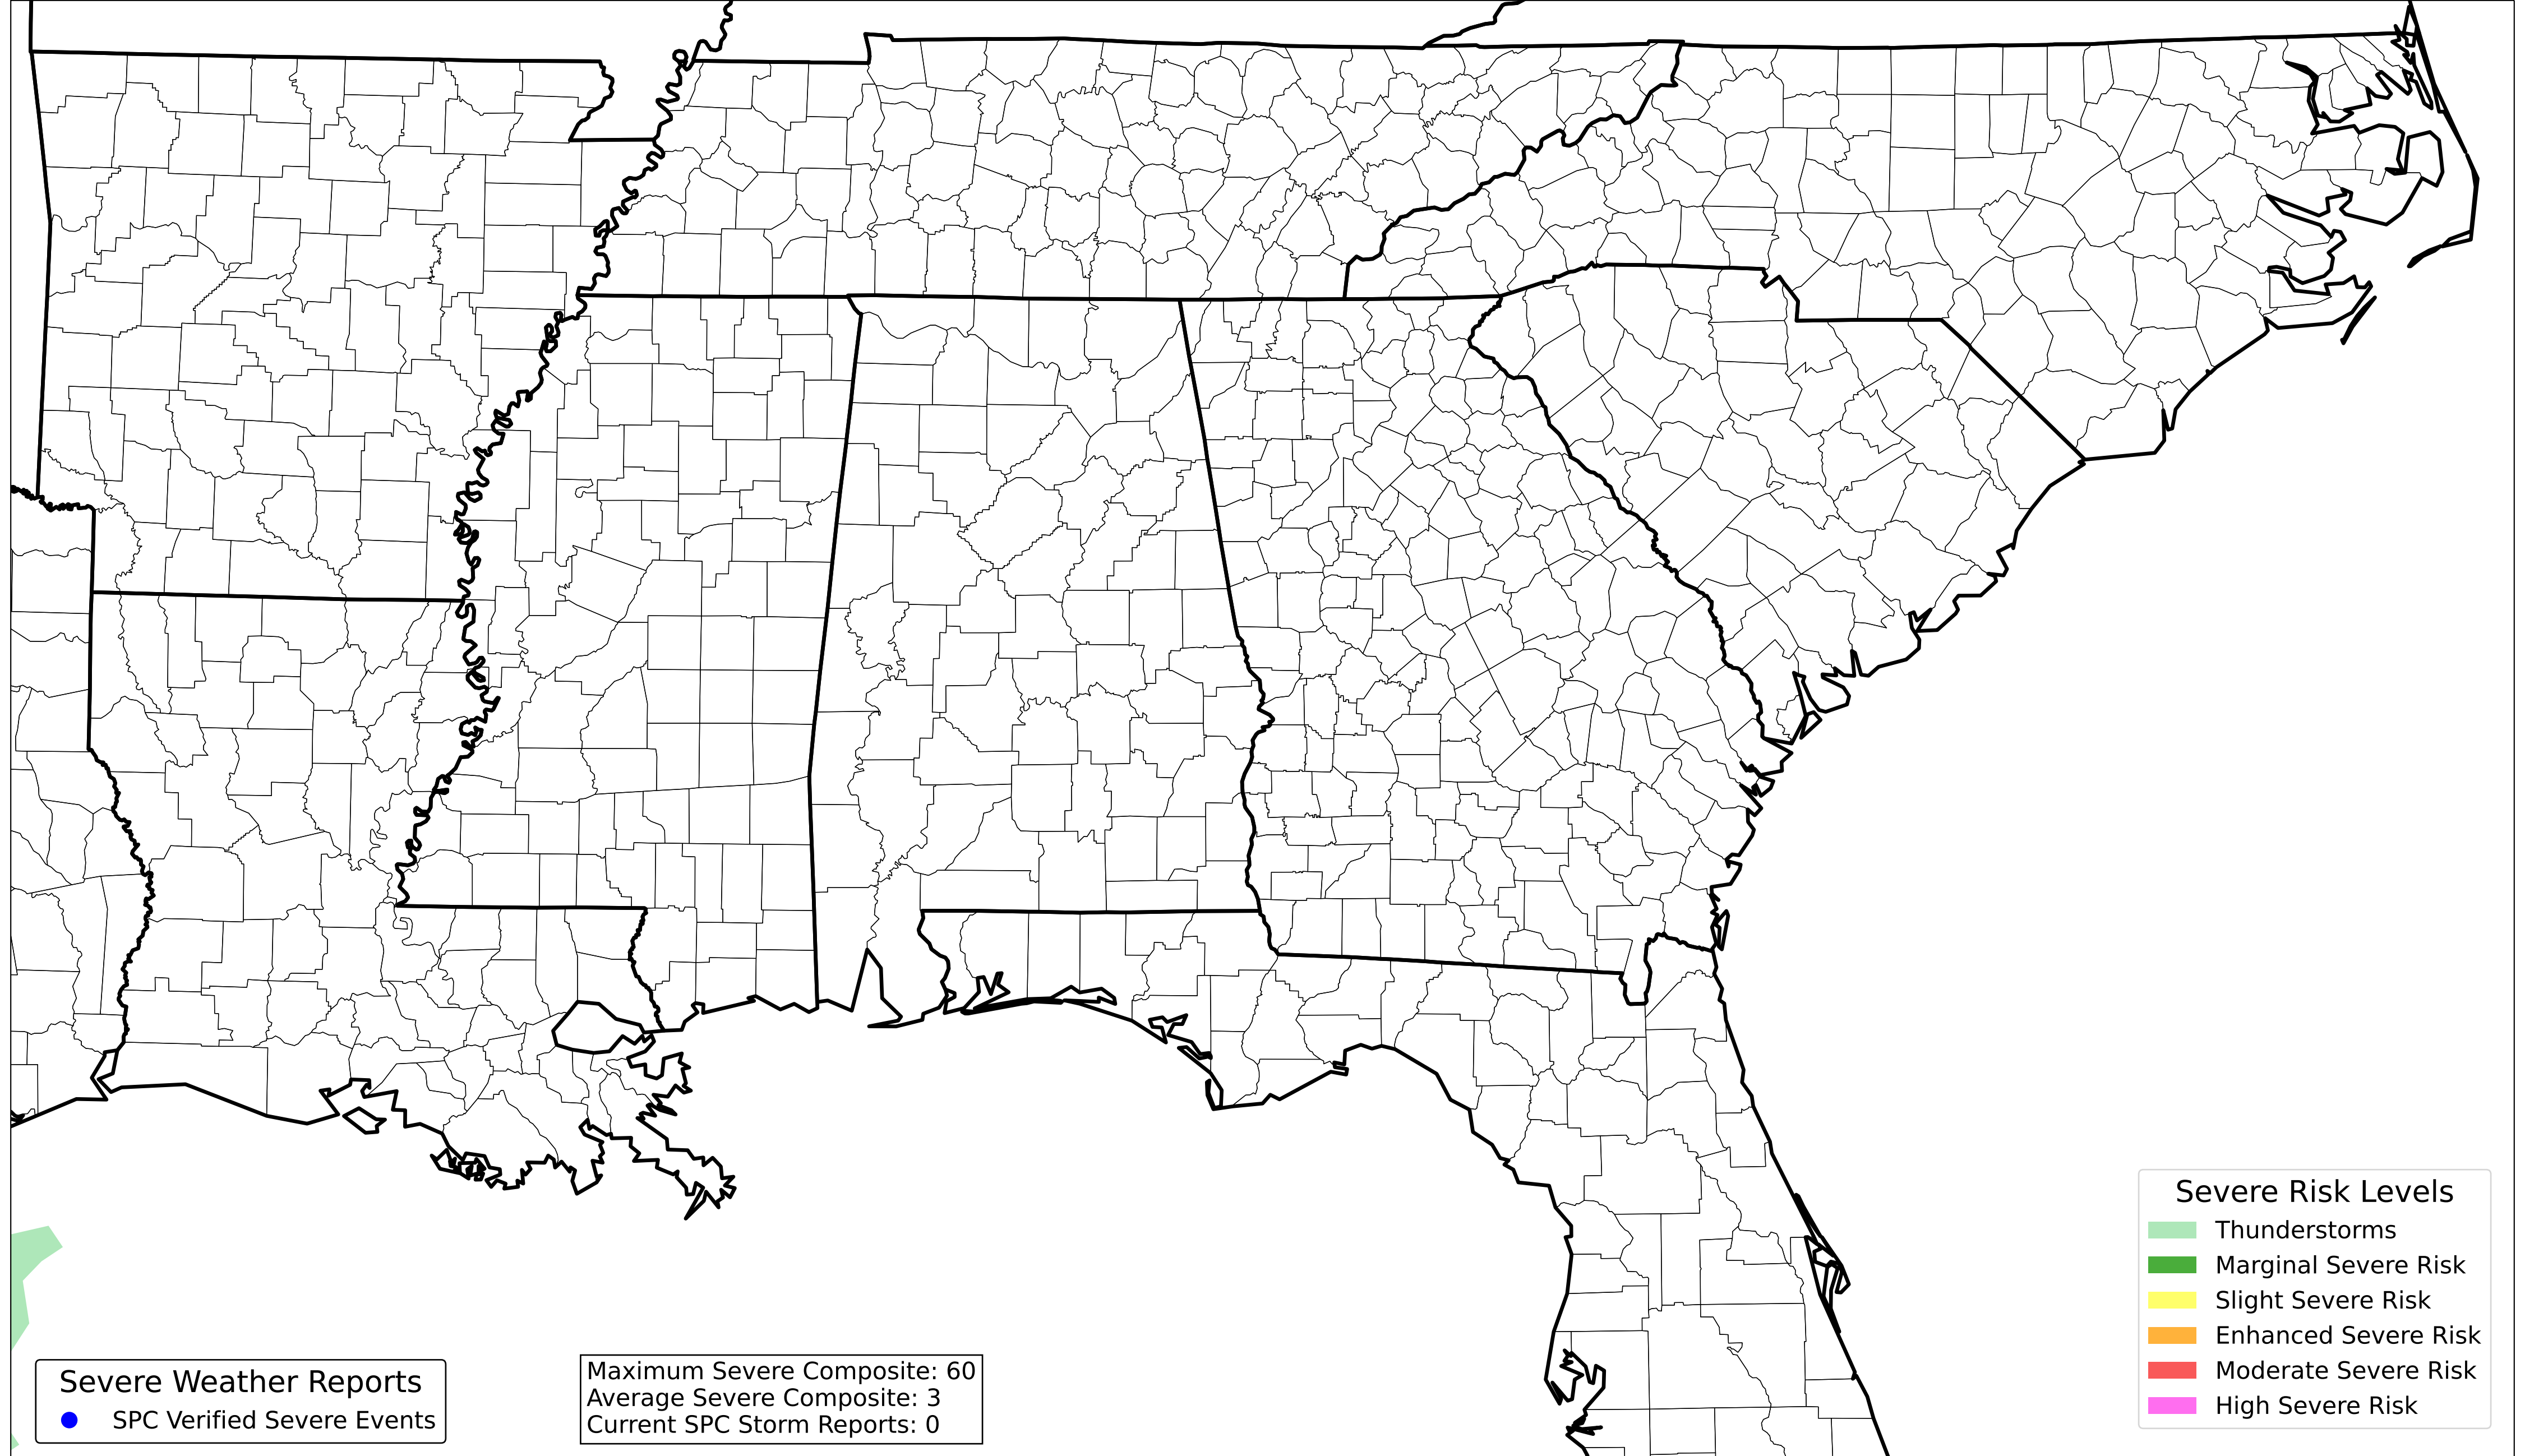 Severe Weather Reports
SPC Verified Severe Events
Maximum Severe Composite: 60
Average Severe Composite: 3
Current SPC Storm Reports: 0
Severe Risk Levels
Thunderstorms
Marginal Severe Risk
Slight Severe Risk
Enhanced Severe Risk
Moderate Severe Risk
High Severe Risk